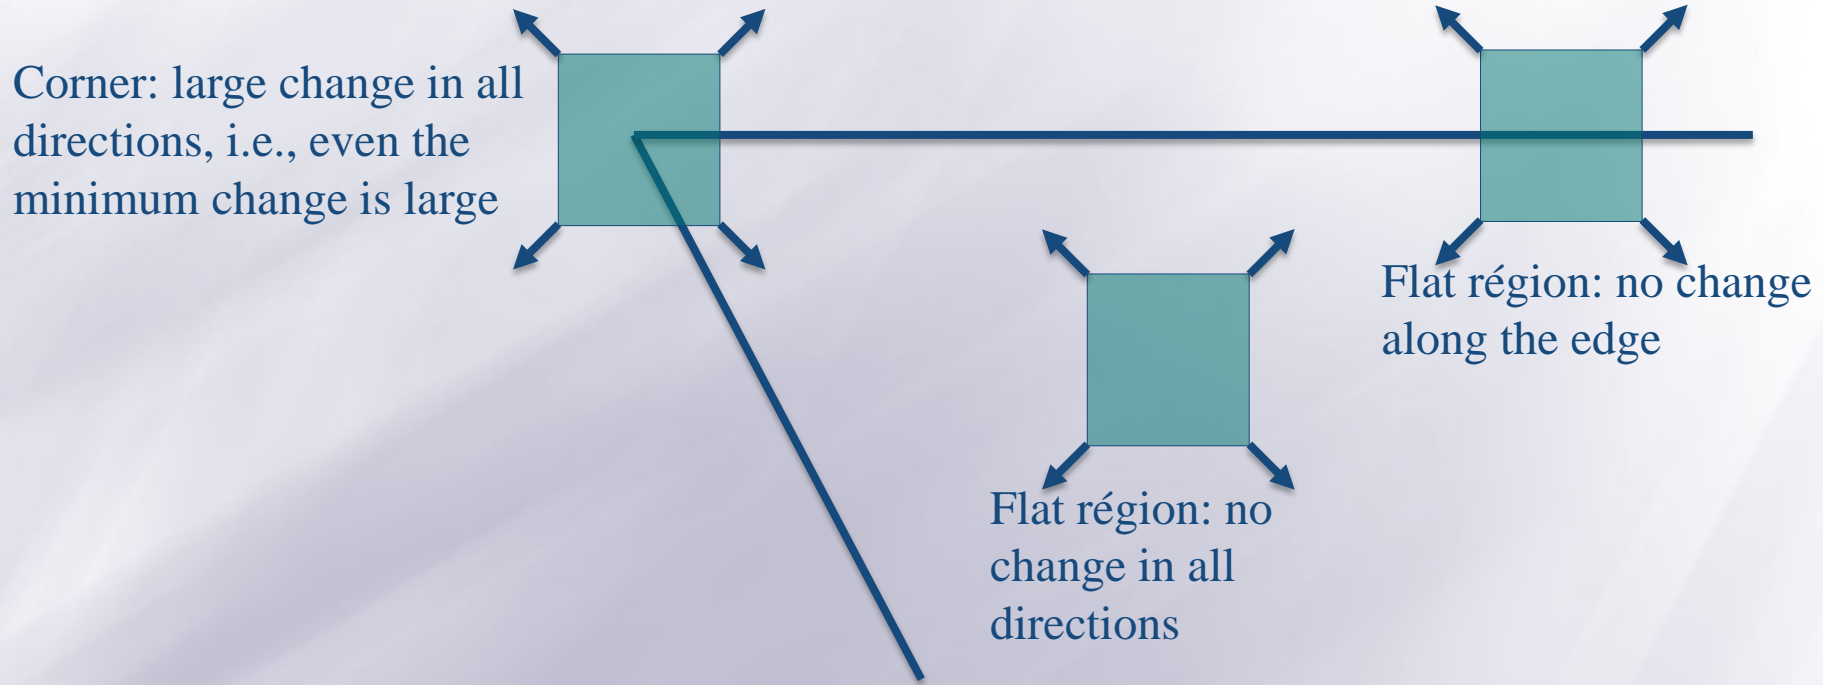 Corner: large change in all
directions, i.e., even the
minimum change is large
Flat région: no change
along the edge
Flat région: no
change in all
directions